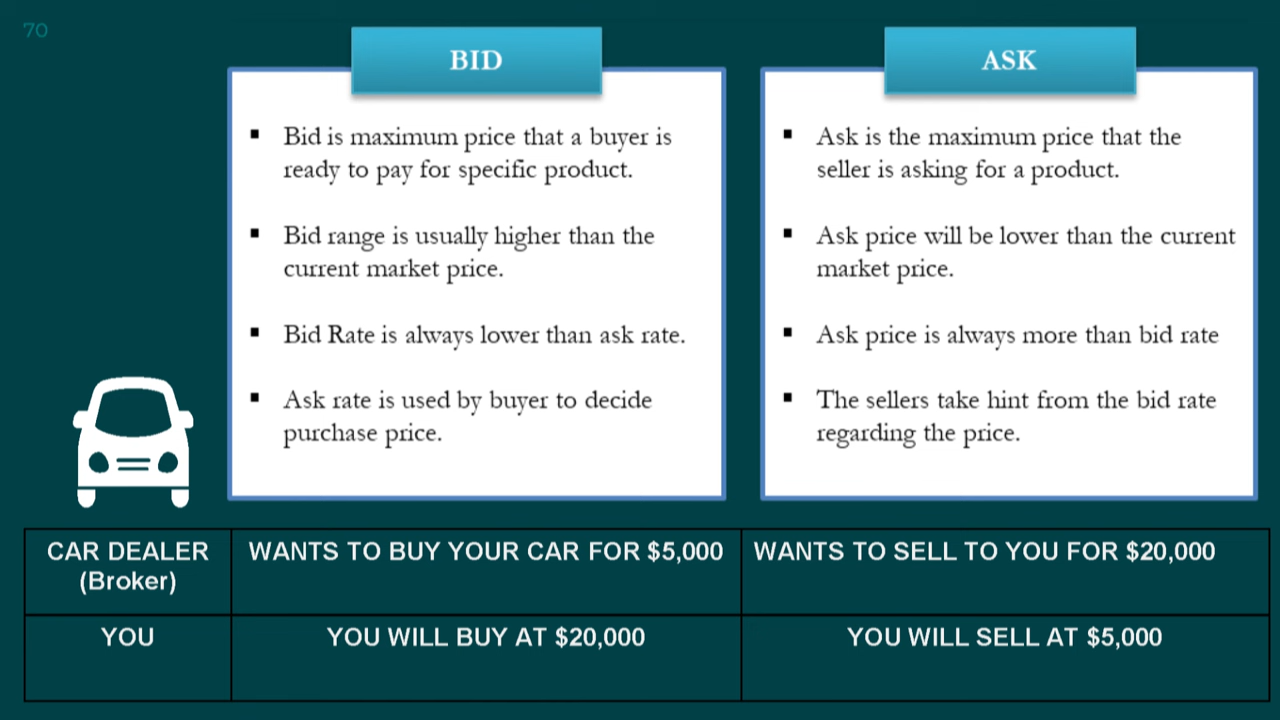 70
BID
Bid is maximum price that a buyer is
ready to pay for specific product.
Bid range is usually higher than the
current market price.
Bid Rate is always lower than ask rate.
Ask rate is used by buyer to decide
purchase price.
ASK
Ask is the maximum price that the
seller is asking for a product.
Ask price will be lower than the current
market price.
Ask price is always more than bid rate
The sellers take hint from the bid rate
regarding the price.
CAR DEALER
(Broker)
WANTS TO BUY YOUR CAR FOR $5,000
WANTS TO SELL TO YOU FOR $20,000
YOU
YOU WILL BUY AT $20,000
YOU WILL SELL AT $5,000